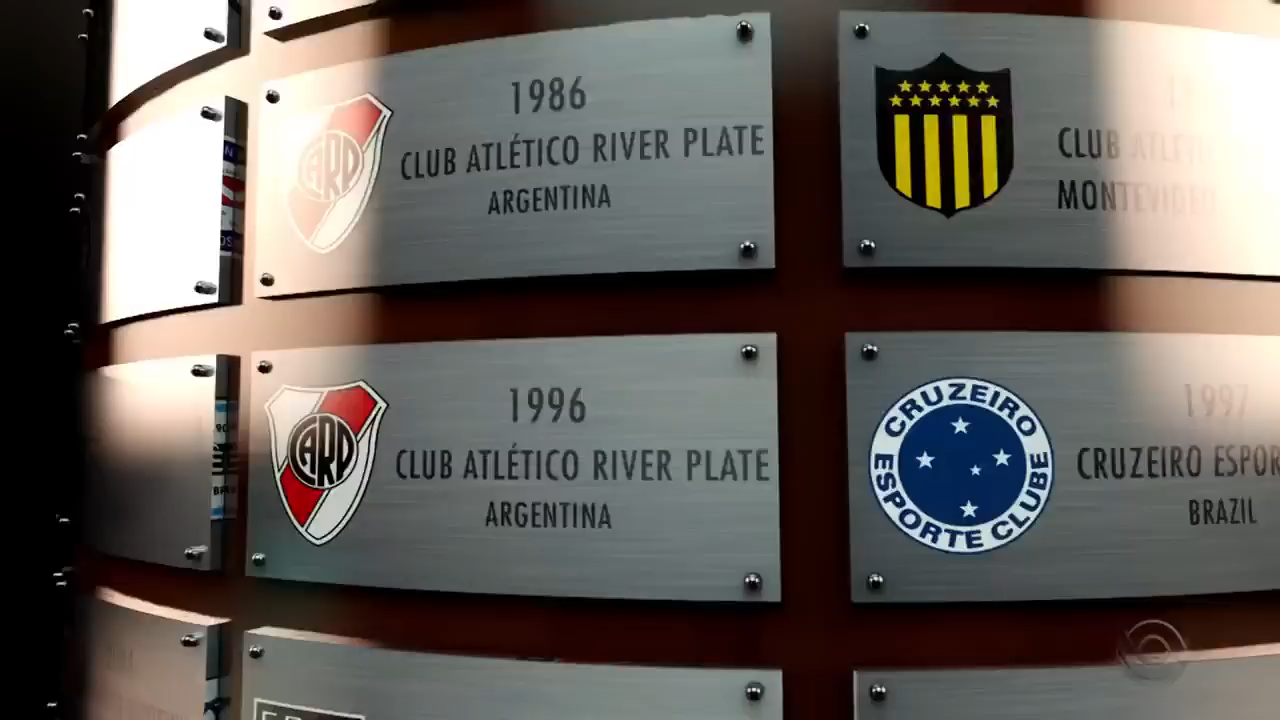 1986
CLUB ATLÉTICO RIVER PLATE
ARGENTINA
CARP
CLUB ATLÉTI
MONTEVIDEO
1996
CLUB ATLÉTICO RIVER PLATE
ARGENTINA
CARP
CRUZEIRO
ESPORTE CLUBE
1997
CRUZEIRO ESPOR
BRAZIL